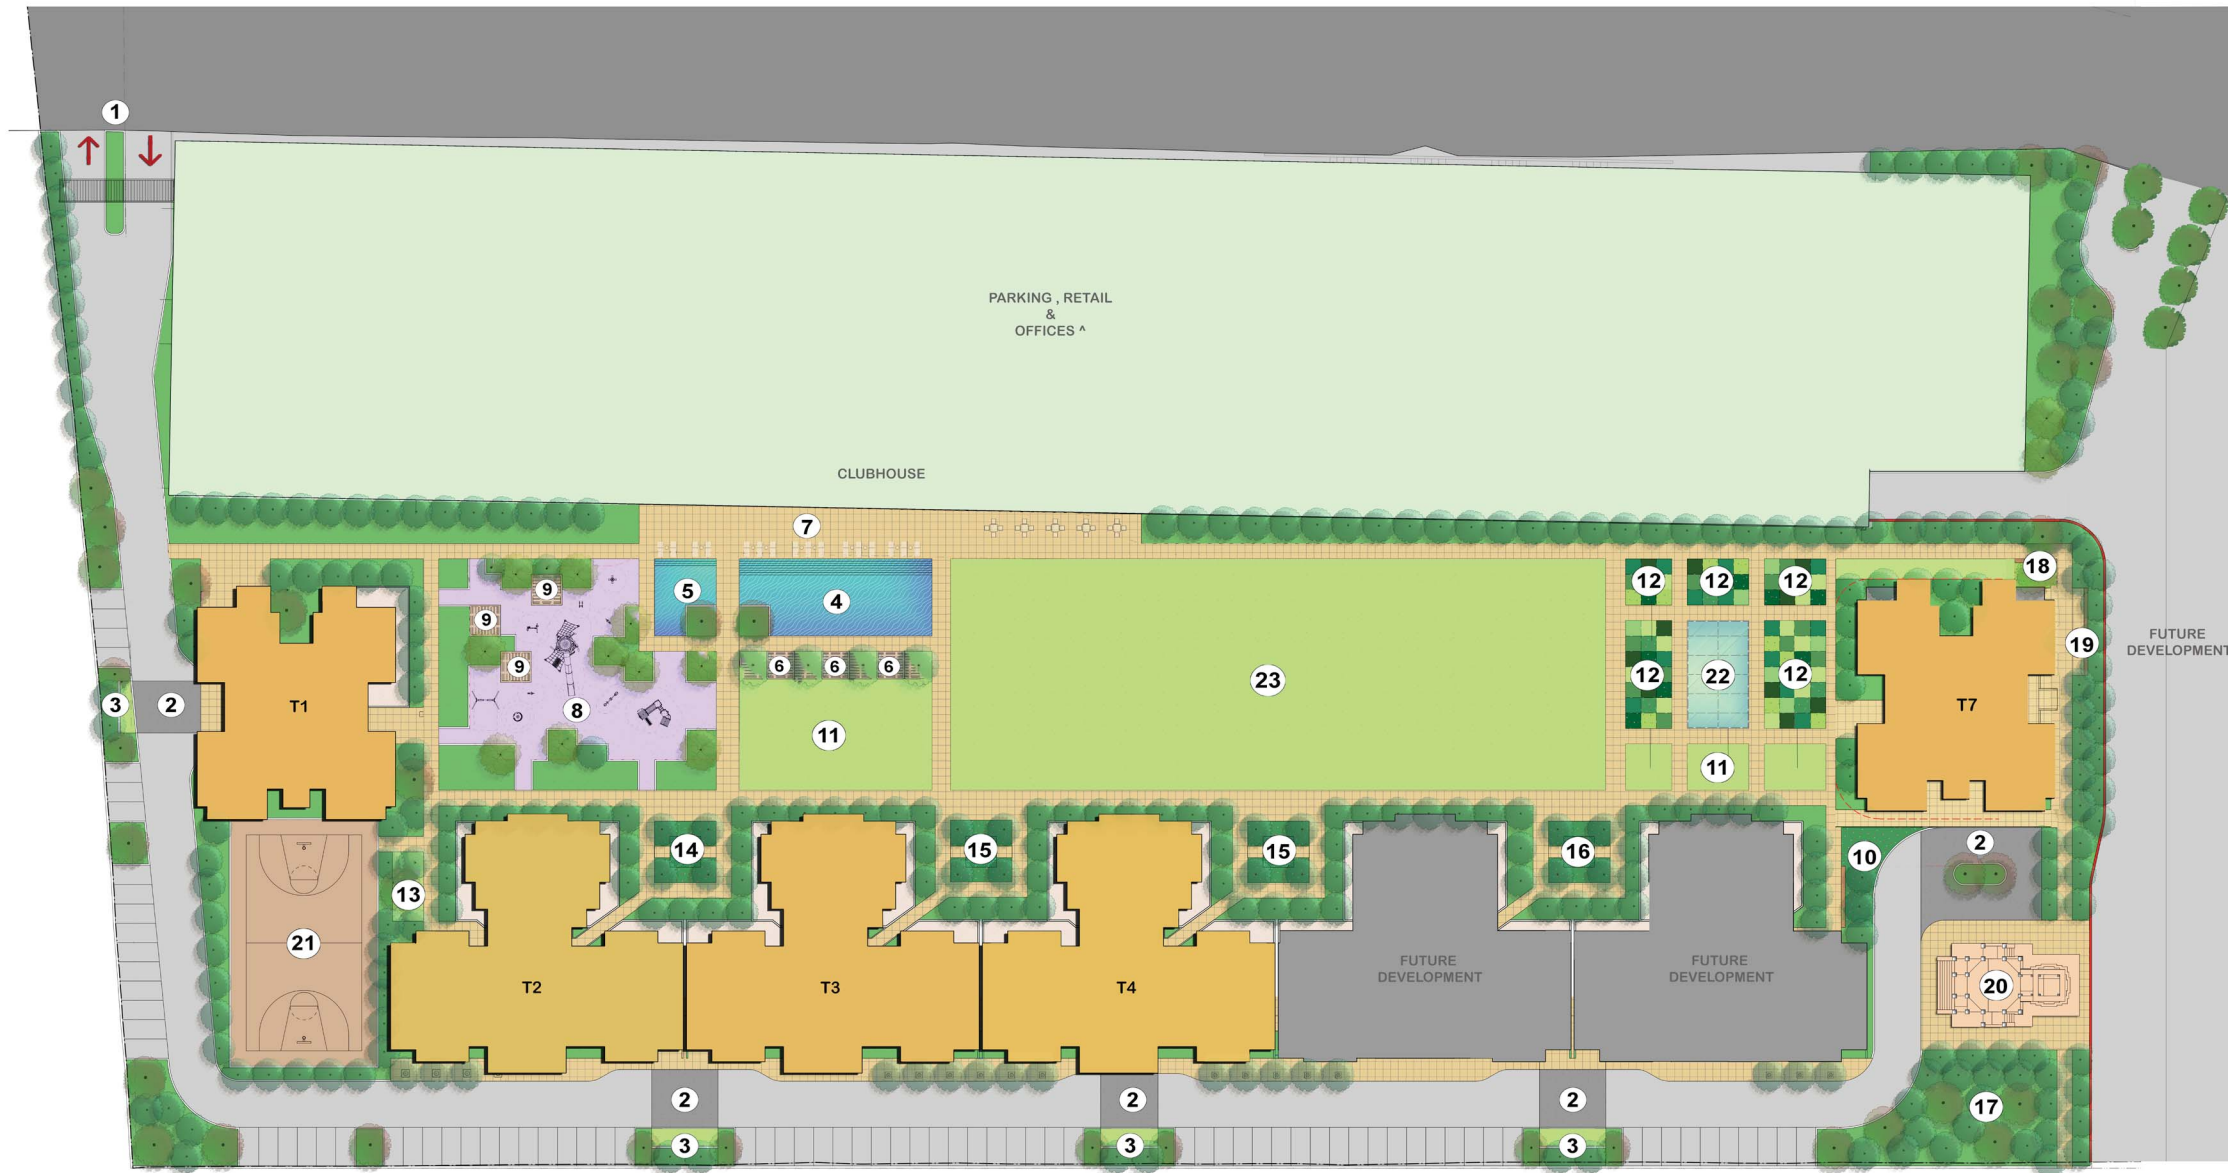 1
PARKING , RETAIL
&
OFFICES ^
CLUBHOUSE
7
18
9
5
4
12
12
12
9
9
6
6
6
19
FUTURE
DEVELOPMENT
3
2
T1
8
11
23
12
22
12
T7
11
14
15
15
16
10
2
13
21
T2
T3
T4
FUTURE
DEVELOPMENT
FUTURE
DEVELOPMENT
20
2
2
2
17
3
3
3